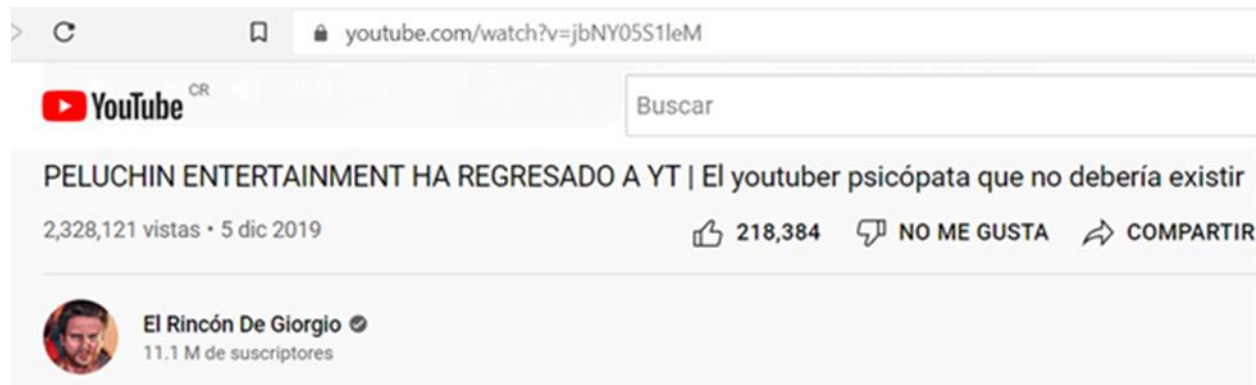 youtube.com/watch?v=jbNY05S1leM
YouTube CR
Buscar
PELUCHIN ENTERTAINMENT HA REGRESADO A YT | El youtuber psicópata que no debería existir
2,328,121 vistas • 5 dic 2019
218,384 NO ME GUSTA COMPARTIR
El Rincón De Giorgio
11.1 M de suscriptores